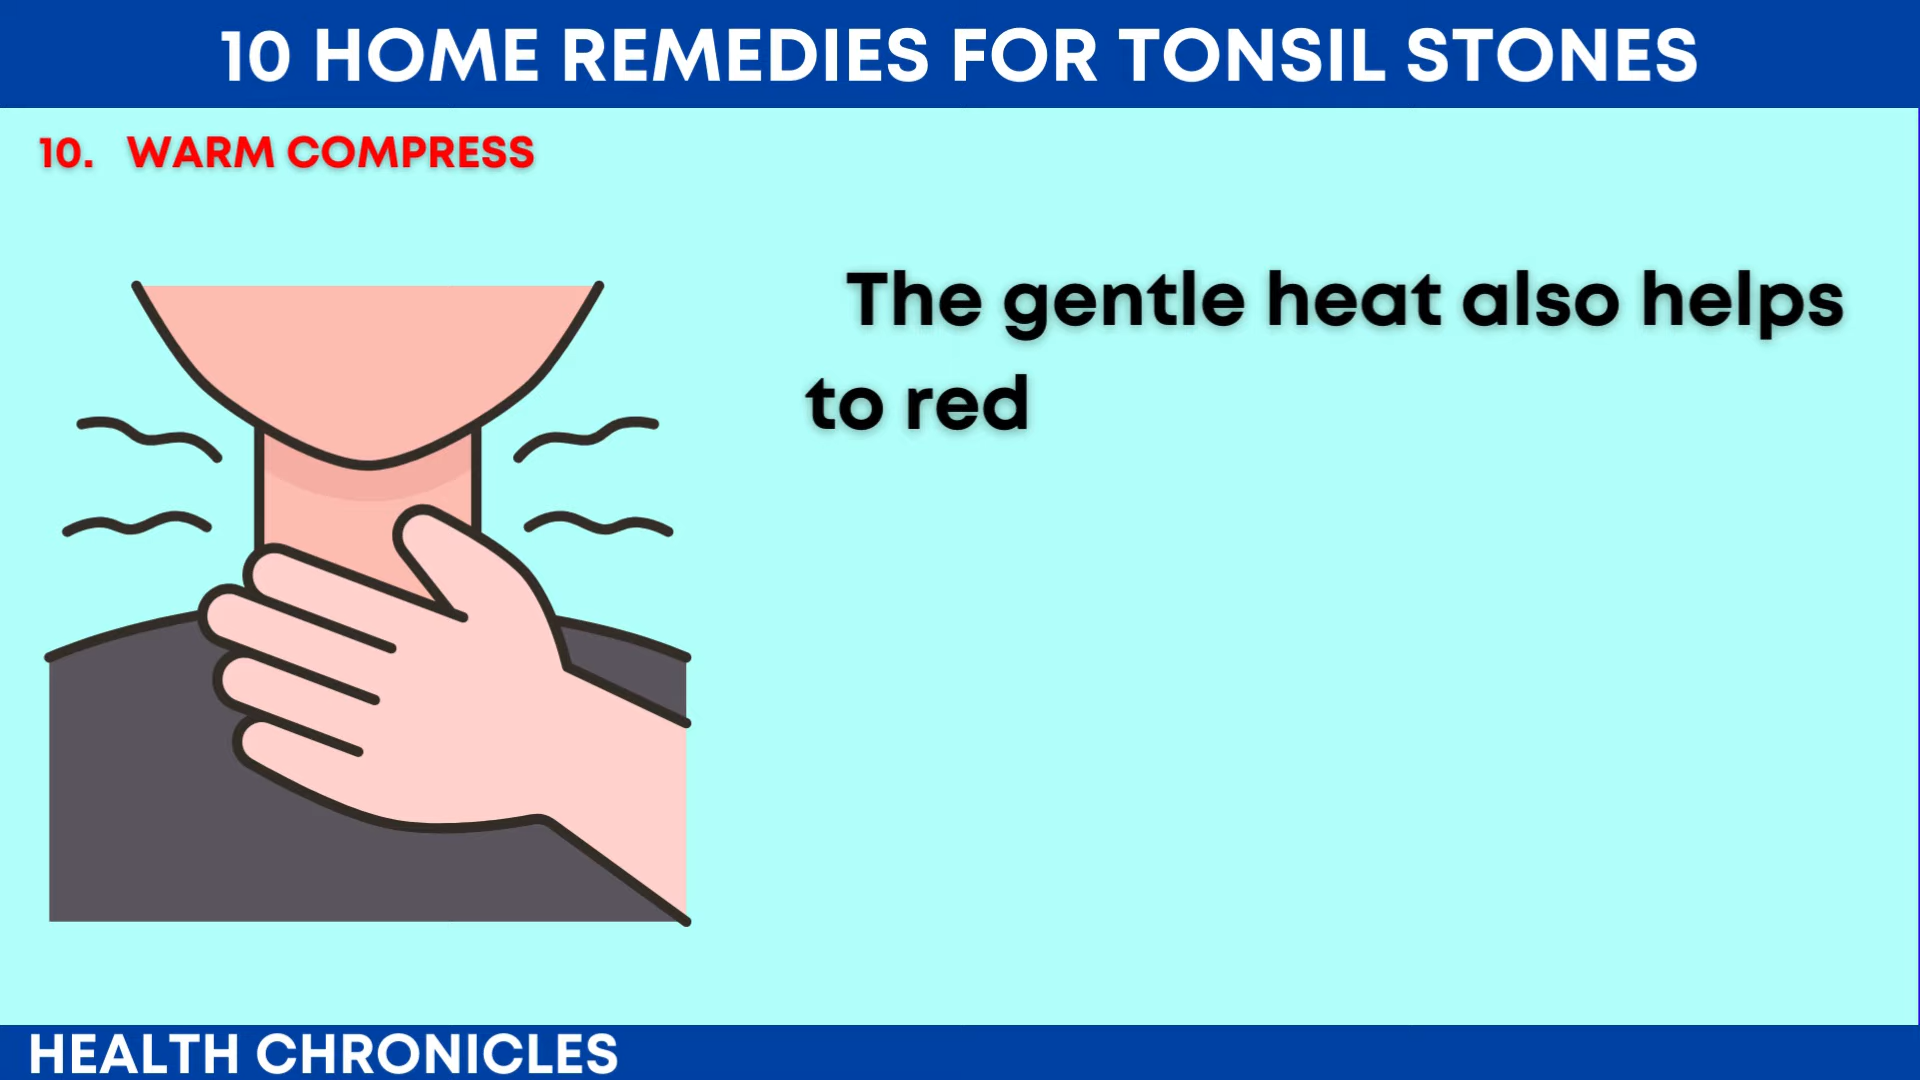 10 HOME REMEDIES FOR TONSIL STONES
10. WARM COMPRESS
The gentle heat also helps
to red
HEALTH CHRONICLES